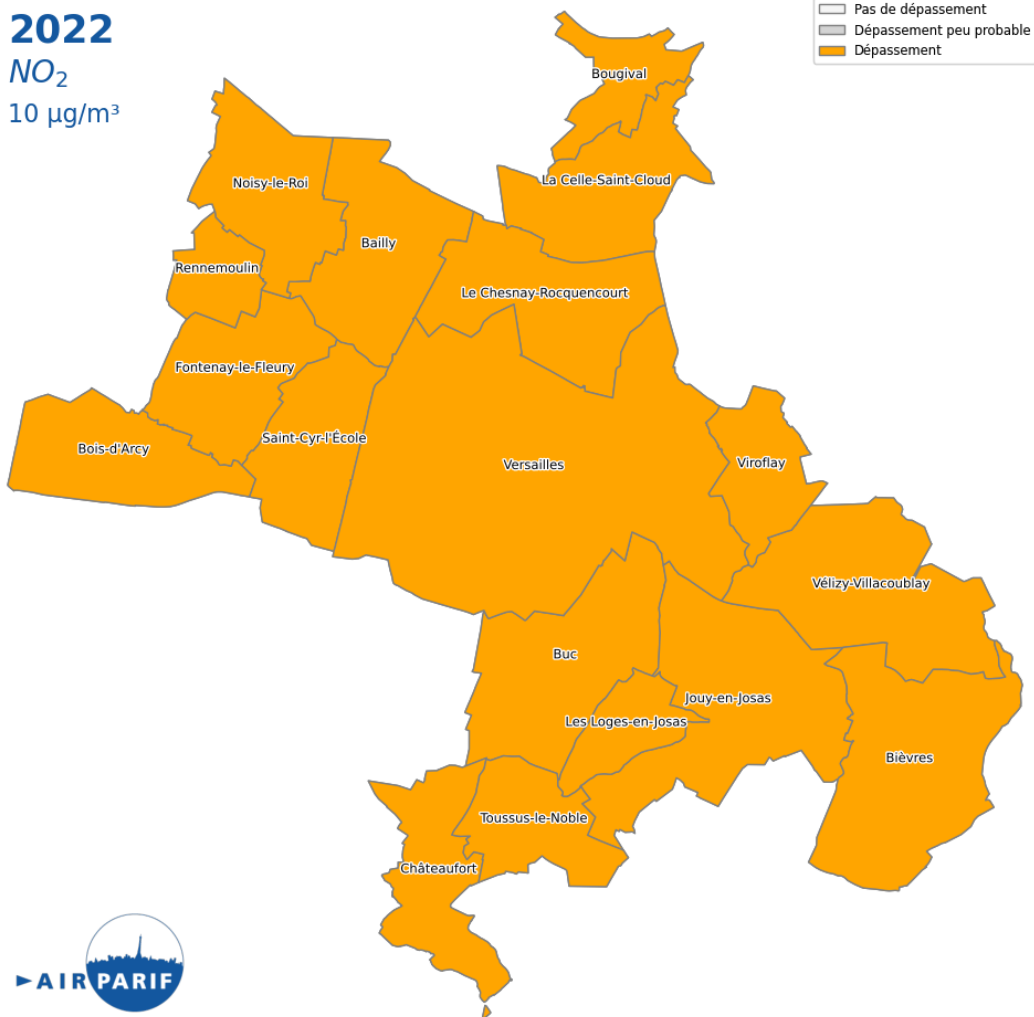 2022
NO₂
10 µg/m³
Pas de dépassement
Dépassement peu probable
Dépassement
Bougival
La Celle-Saint-Cloud
Noisy-le-Roi
Bailly
Rennemoulin
Le Chesnay-Rocquencourt
Fontenay-le-Fleury
Saint-Cyr-l'École
Bois-d'Arcy
Versailles
Viroflay
Vélizy-Villacoublay
Buc
Jouy-en-Josas
Les Loges-en-Josas
Bièvres
Toussus-le-Noble
Châteaufort
AIRPARIF